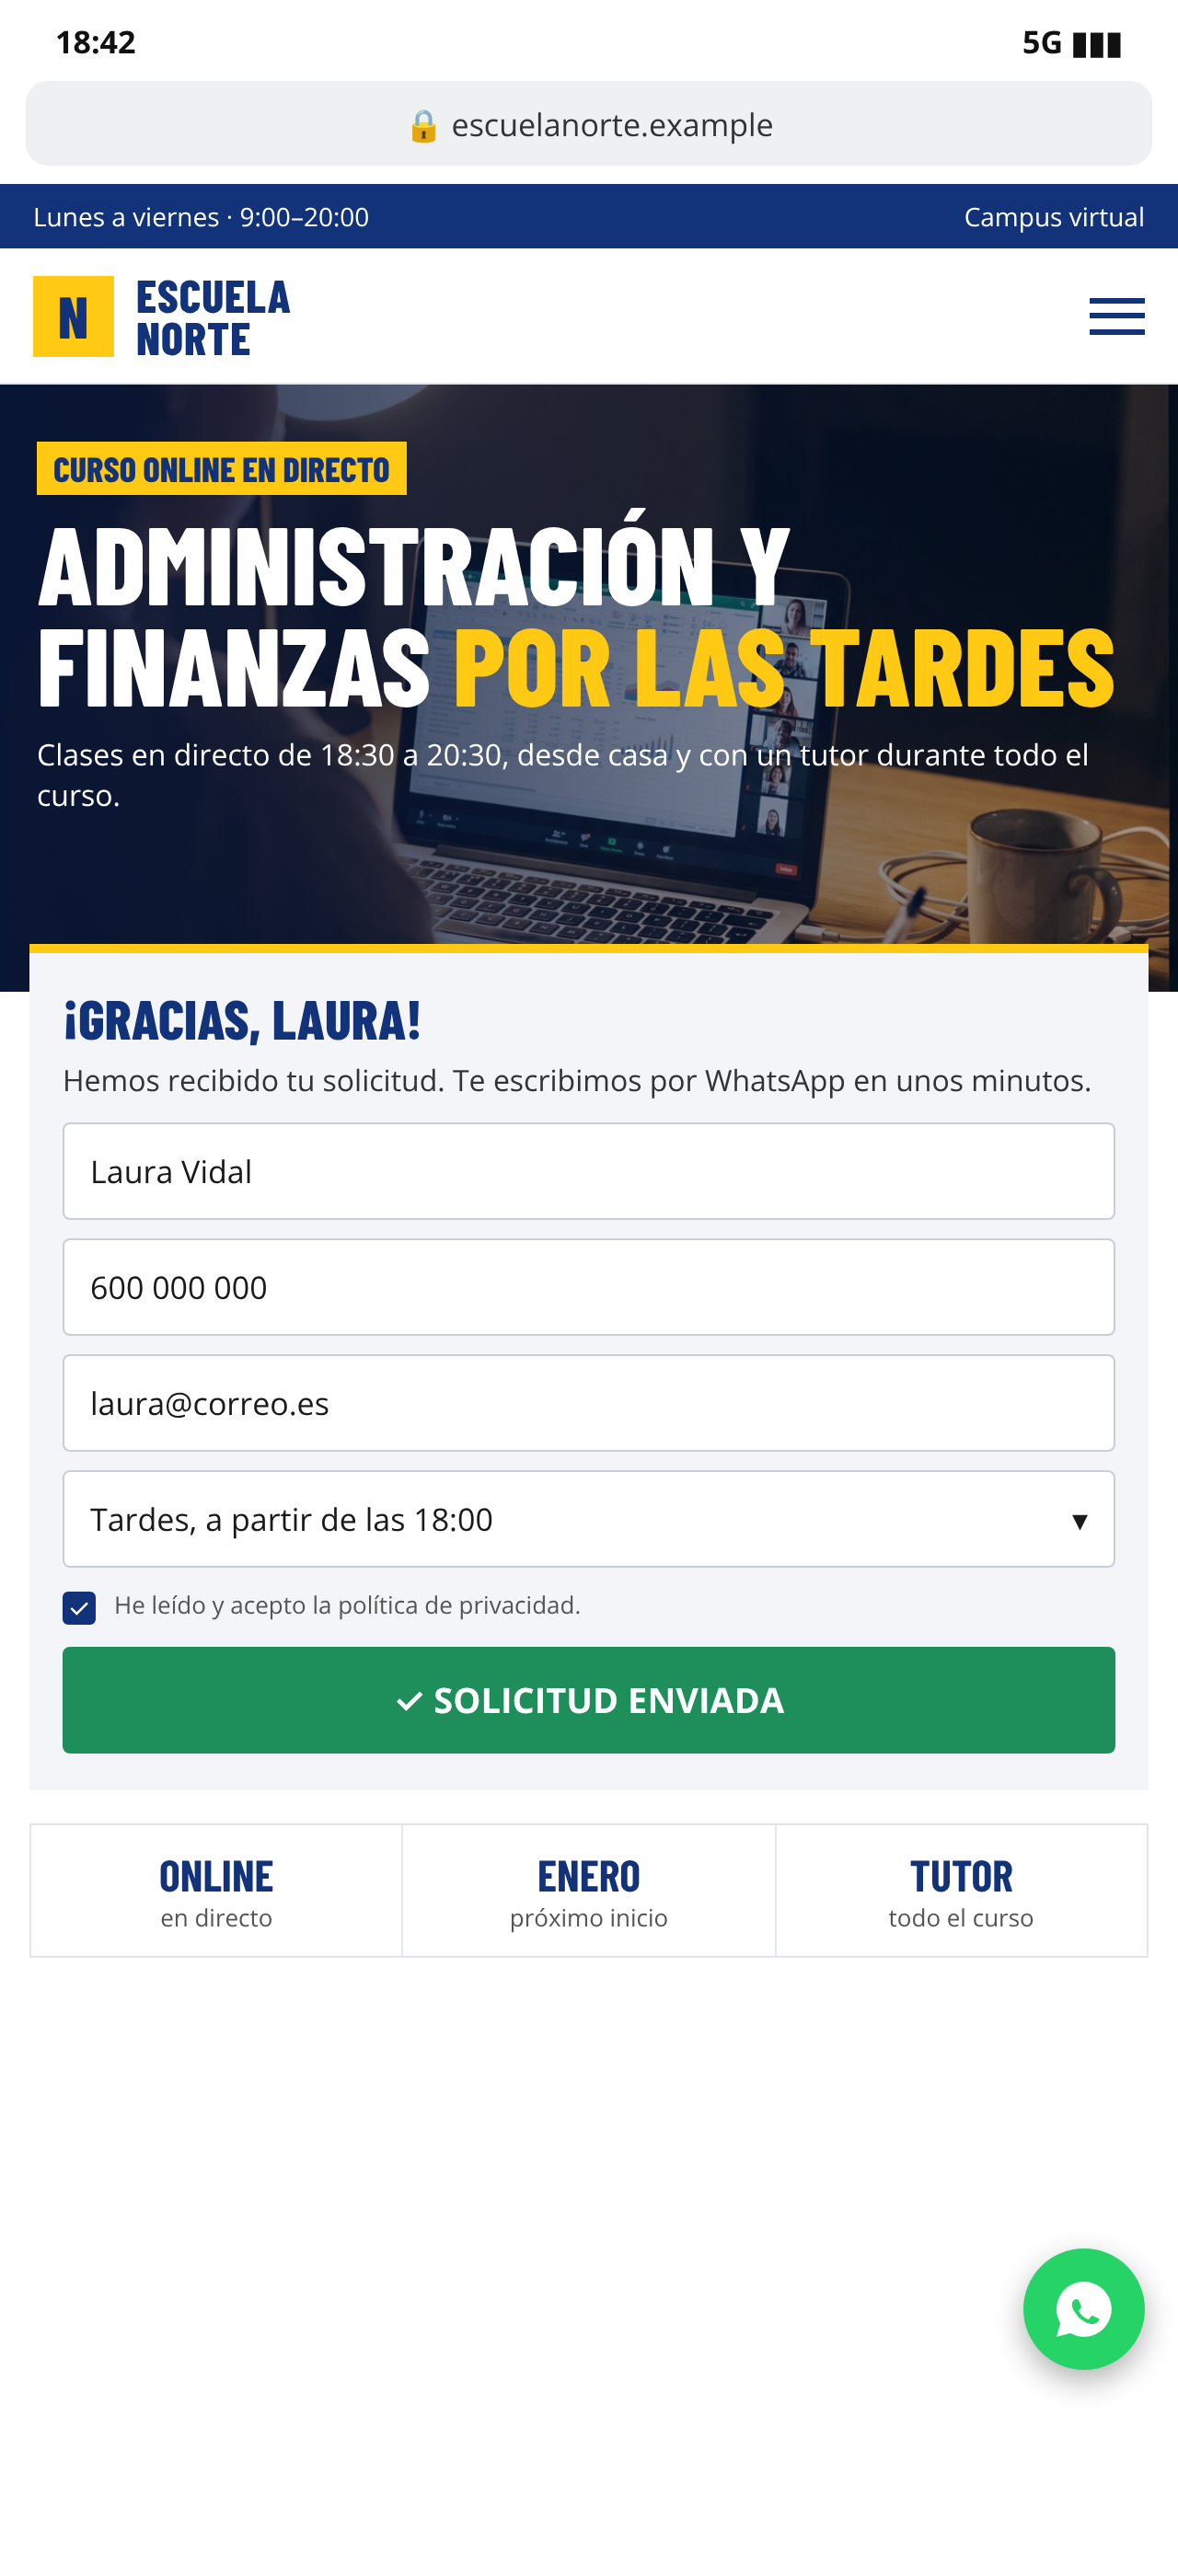 18:42
5G
escuelanorte.example
Lunes a viernes · 9:00–20:00
Campus virtual
N
ESCUELA
NORTE
CURSO ONLINE EN DIRECTO
ADMINISTRACIÓN Y
FINANZAS POR LAS TARDES
Clases en directo de 18:30 a 20:30, desde casa y con un tutor durante todo el
curso.
¡GRACIAS, LAURA!
Hemos recibido tu solicitud. Te escribimos por WhatsApp en unos minutos.
Laura Vidal
600 000 000
laura@correo.es
Tardes, a partir de las 18:00
He leído y acepto la política de privacidad.
✓ SOLICITUD ENVIADA
ONLINE
en directo
ENERO
próximo inicio
TUTOR
todo el curso